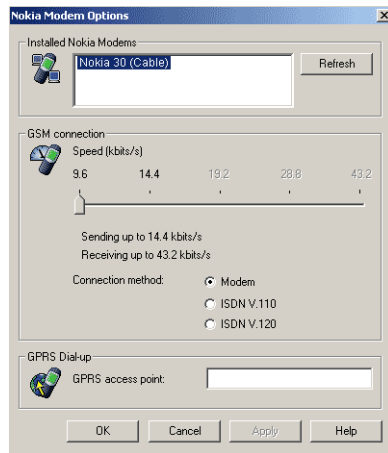 Nokia Modem Options
Installed Nokia Modems
Nokia 30 (Cable)
Refresh
GSM connection
Speed (kbits/s)
9.6 14.4 19.2 28.8 43.2
Sending up to 14.4 kbits/s
Receiving up to 43.2 kbits/s
Connection method: Modem
ISDN V.110
ISDN V.120
GPRS Dial-up
GPRS access point:
OK Cancel Apply Help